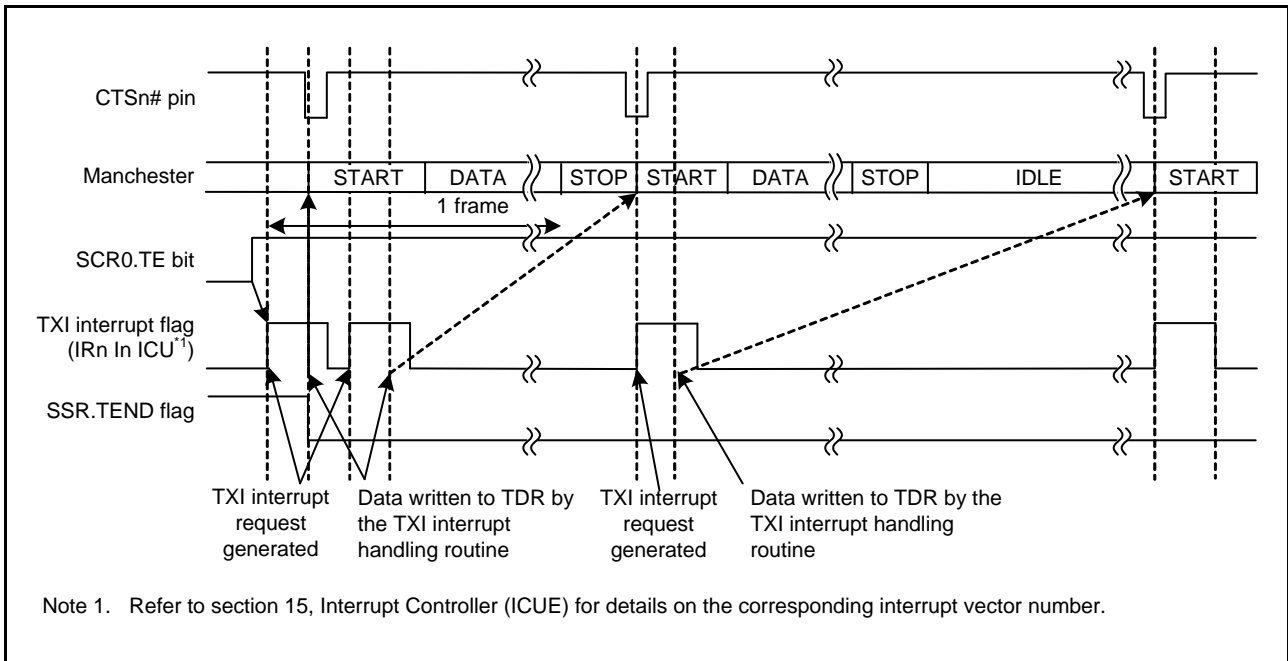 CTSn# pin
Manchester
START DATA STOP START DATA STOP IDLE START
1 frame
SCR0.TE bit
TXI interrupt flag
(IRn In ICU*1)
SSR.TEND flag
TXI interrupt
request
generated
Data written to TDR by
the TXI interrupt
handling routine
TXI interrupt
request
generated
Data written to TDR by the
TXI interrupt handling
routine
Note 1. Refer to section 15, Interrupt Controller (ICUE) for details on the corresponding interrupt vector number.